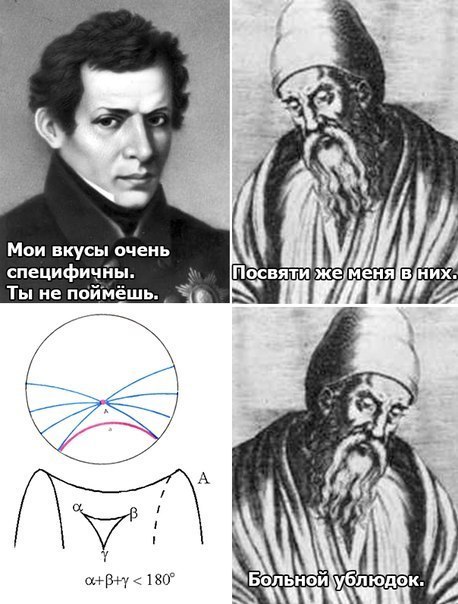 Мои вкусы очень
специфичны.
Ты не поймёшь.
Посвяти же меня в них.
A
a
A
α
β
γ
α+β+γ < 180°
Больной ублюдок.